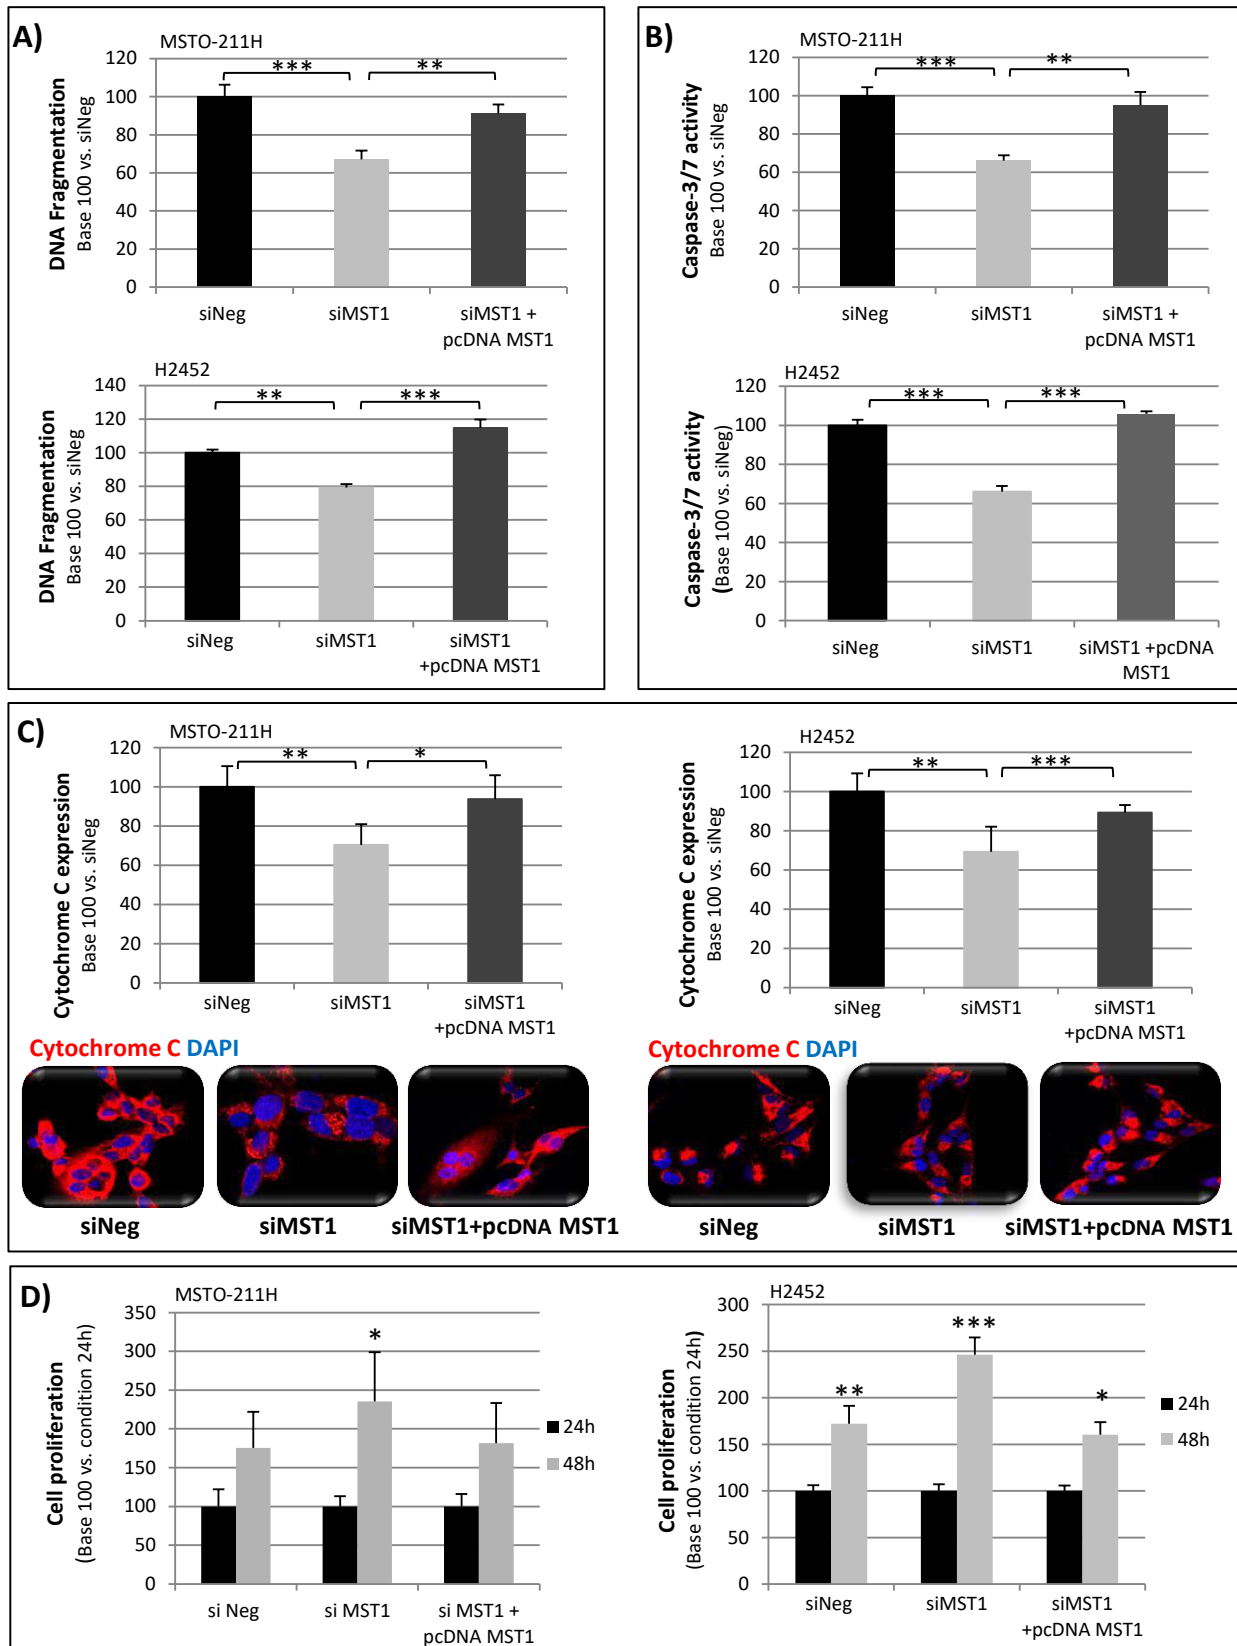 A)
MSTO-211H
DNA Fragmentation
Base 100 vs. siNeg
120
100
80
60
40
20
0
***
**
siNeg
siMST1
siMST1 +
pcDNA MST1
H2452
DNA Fragmentation
Base 100 vs. siNeg
140
120
100
80
60
40
20
0
**
***
siNeg
siMST1
siMST1
+pcDNA MST1
B)
MSTO-211H
Caspase-3/7 activity
Base 100 vs. siNeg
120
100
80
60
40
20
0
***
**
siNeg
siMST1
siMST1 +
pcDNA MST1
H2452
Caspase-3/7 activity
(Base 100 vs. siNeg)
120
100
80
60
40
20
0
***
***
siNeg
siMST1
siMST1 +pcDNA
MST1
C)
MSTO-211H
Cytochrome C expression
Base 100 vs. siNeg
120
100
80
60
40
20
0
**
*
siNeg
siMST1
siMST1
+pcDNA MST1
Cytochrome C DAPI
siNeg
siMST1
siMST1+pcDNA MST1
H2452
Cytochrome C expression
Base 100 vs. siNeg
120
100
80
60
40
20
0
**
***
siNeg
siMST1
siMST1
+pcDNA MST1
Cytochrome C DAPI
siNeg
siMST1
siMST1+pcDNA MST1
D)
MSTO-211H
Cell proliferation
(Base 100 vs. condition 24h)
350
300
250
200
150
100
50
0
*
si Neg
si MST1
si MST1 +
pcDNA MST1
24h
48h
H2452
Cell proliferation
(Base 100 vs. condition 24h)
300
250
200
150
100
50
0
**
***
*
siNeg
siMST1
siMST1
+pcDNA MST1
24h
48h